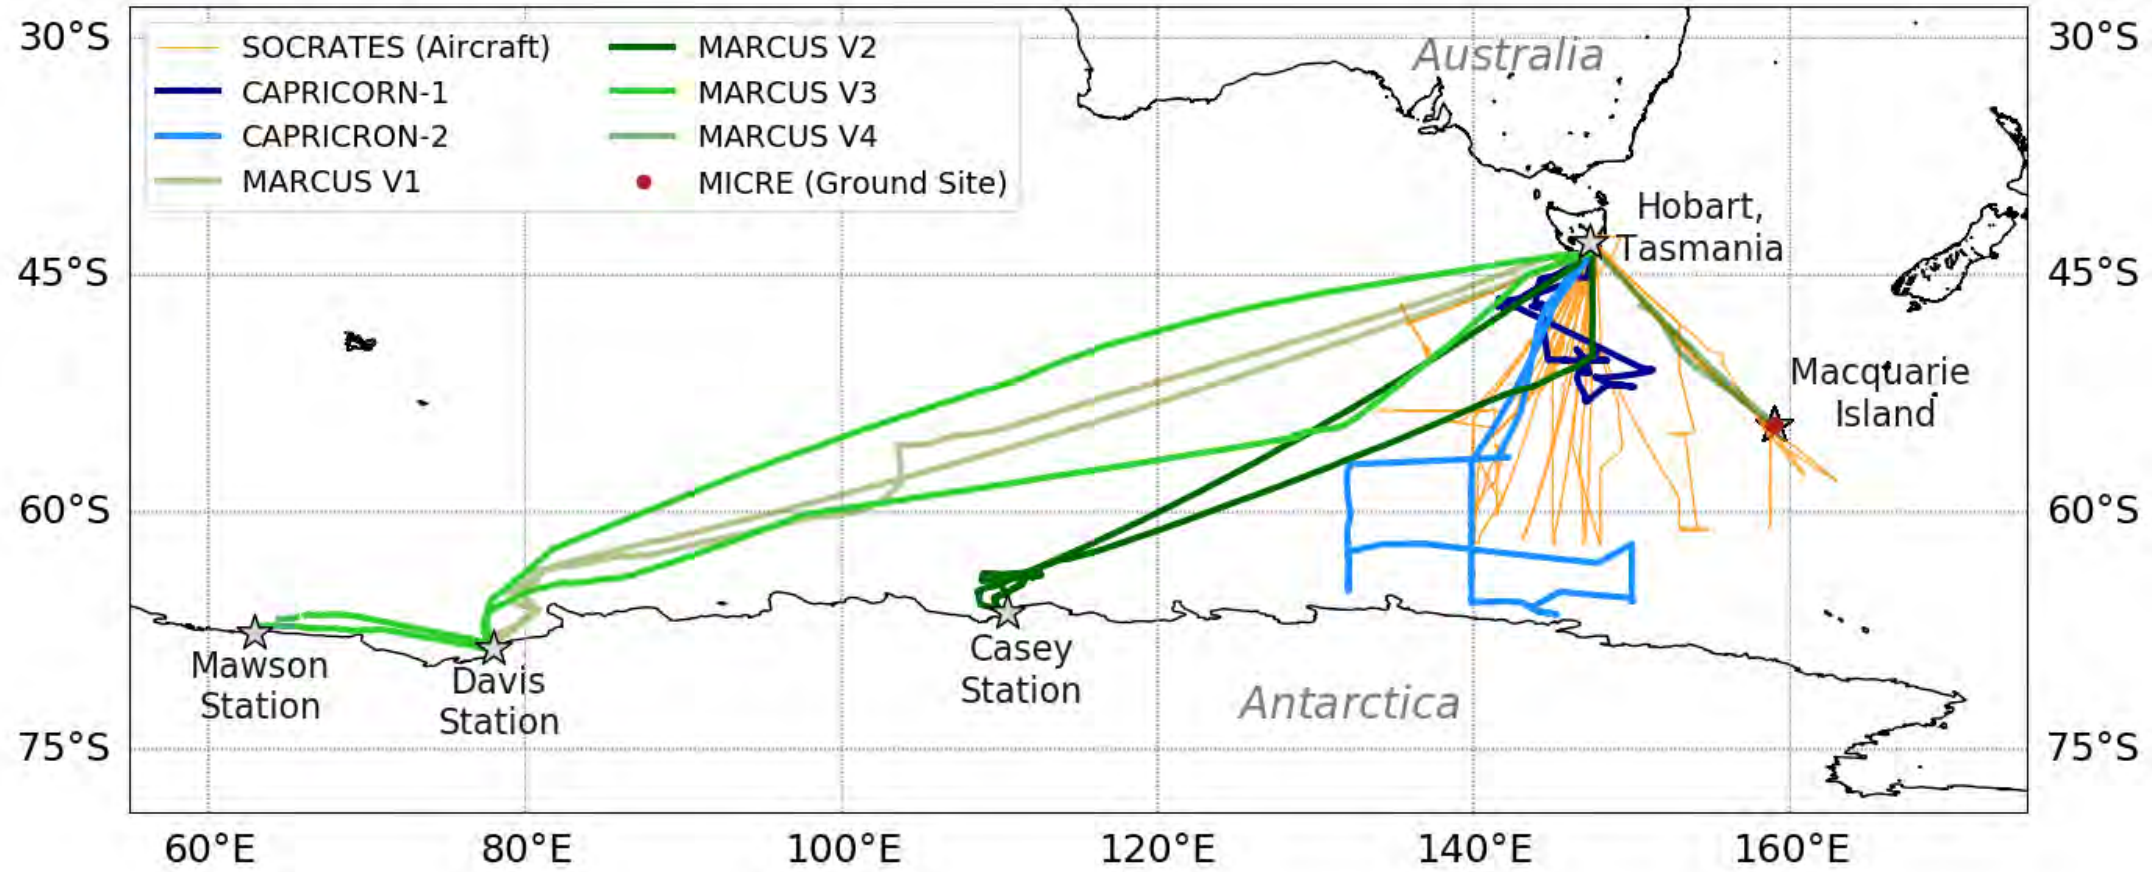 30°S
30°S
SOCRATES (Aircraft)
CAPRICORN-1
CAPRICRON-2
MARCUS V1
MARCUS V2
MARCUS V3
MARCUS V4
MICRE (Ground Site)
Australia
Hobart,
Tasmania
45°S
45°S
Macquarie
Island
60°S
60°S
Mawson
Station
Davis
Station
Casey
Station
Antarctica
75°S
75°S
60°E
80°E
100°E
120°E
140°E
160°E